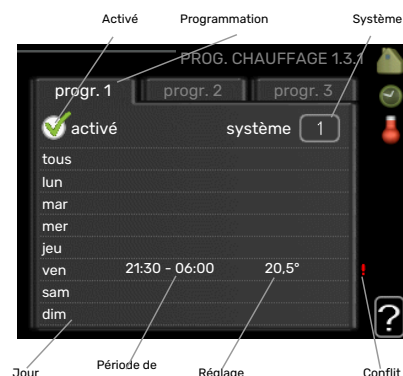 Activé Programmation Système
PROG. CHAUFFAGE 1.3.1
progr. 1 progr. 2 progr. 3
activé système 1
tous
lun
mar
mer
jeu
ven 21:30 - 06:00 20,5° !
sam
dim
?
Jour Période de Réglage Conflit